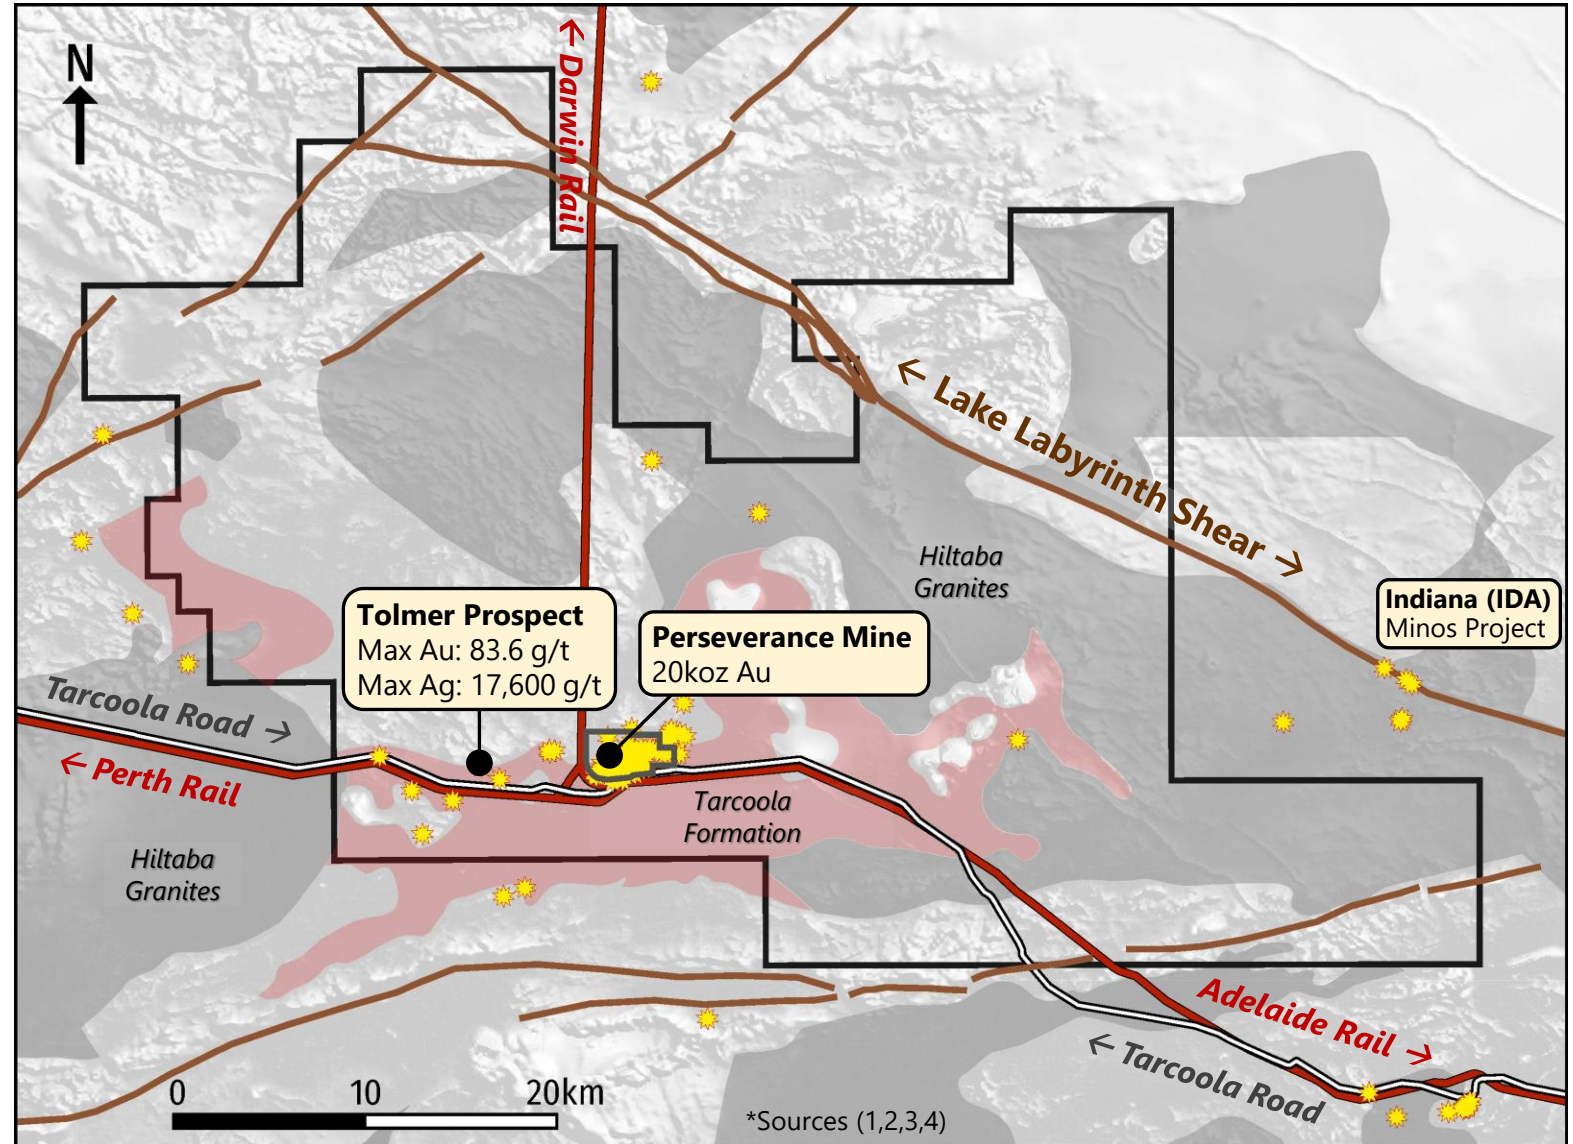 N
← Darwin Rail
← Lake Labyrinth Shear →
Hiltaba
Granites
Indiana (IDA)
Minos Project
Tolmer Prospect
Max Au: 83.6 g/t
Max Ag: 17,600 g/t
Perseverance Mine
20koz Au
Tarcoola Road →
← Perth Rail
Tarcoola
Formation
Hiltaba
Granites
Adelaide Rail →
← Tarcoola Road
0 10 20km
*Sources (1,2,3,4)